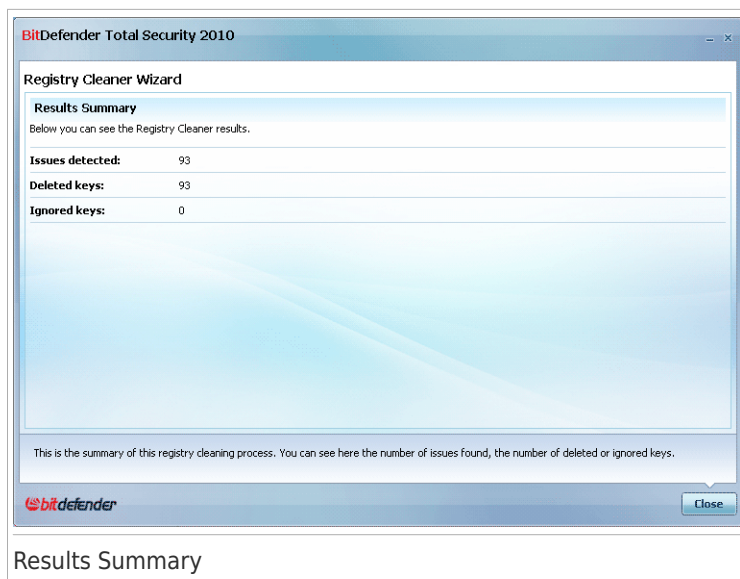 BitDefender Total Security 2010
Registry Cleaner Wizard
Results Summary
Below you can see the Registry Cleaner results.
Issues detected: 93
Deleted keys: 93
Ignored keys: 0
This is the summary of this registry cleaning process. You can see here the number of issues found, the number of deleted or ignored keys.
bitdefender
Close
Results Summary